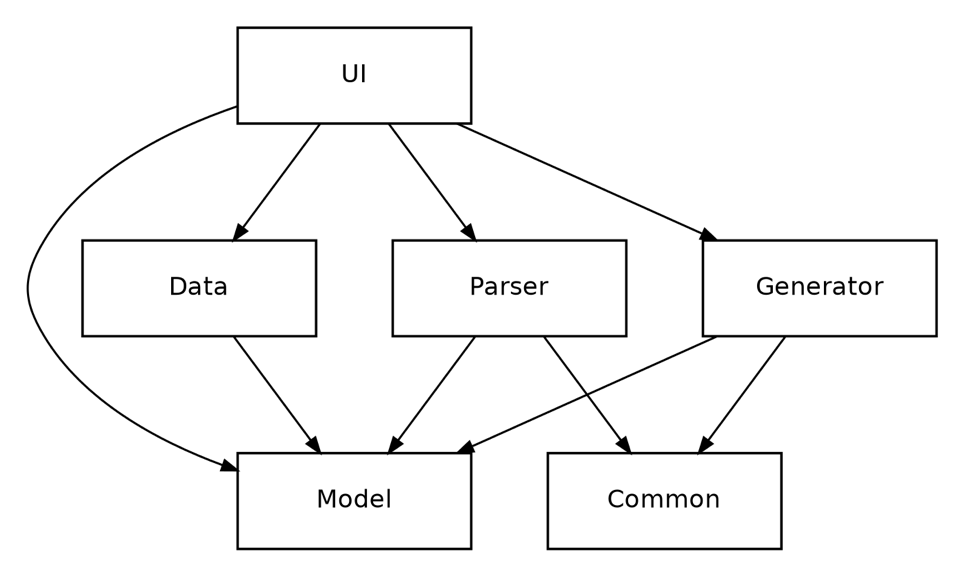 UI
Data
Parser
Generator
Model
Common